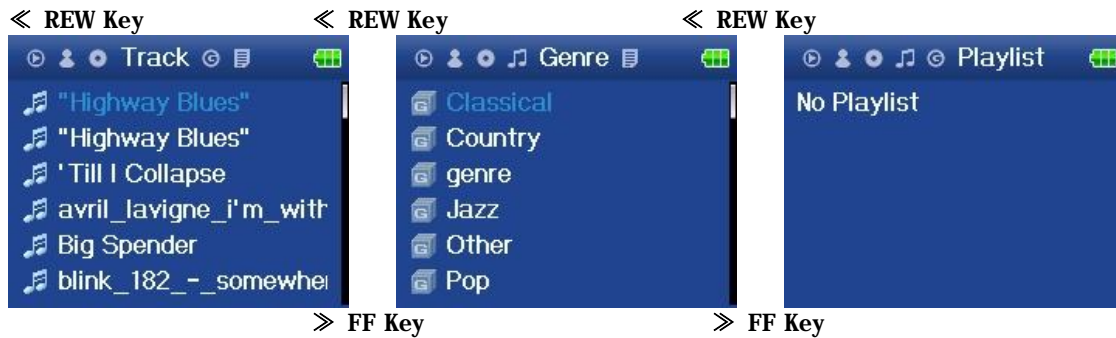 ≪ REW Key ≪ REW Key ≪ REW Key
Track
"Highway Blues"
"Highway Blues"
'Till I Collapse
avril_lavigne_i'm_with
Big Spender
blink_182_-_somewhe
Genre
Classical
Country
genre
Jazz
Other
Pop
Playlist
No Playlist
≫ FF Key ≫ FF Key